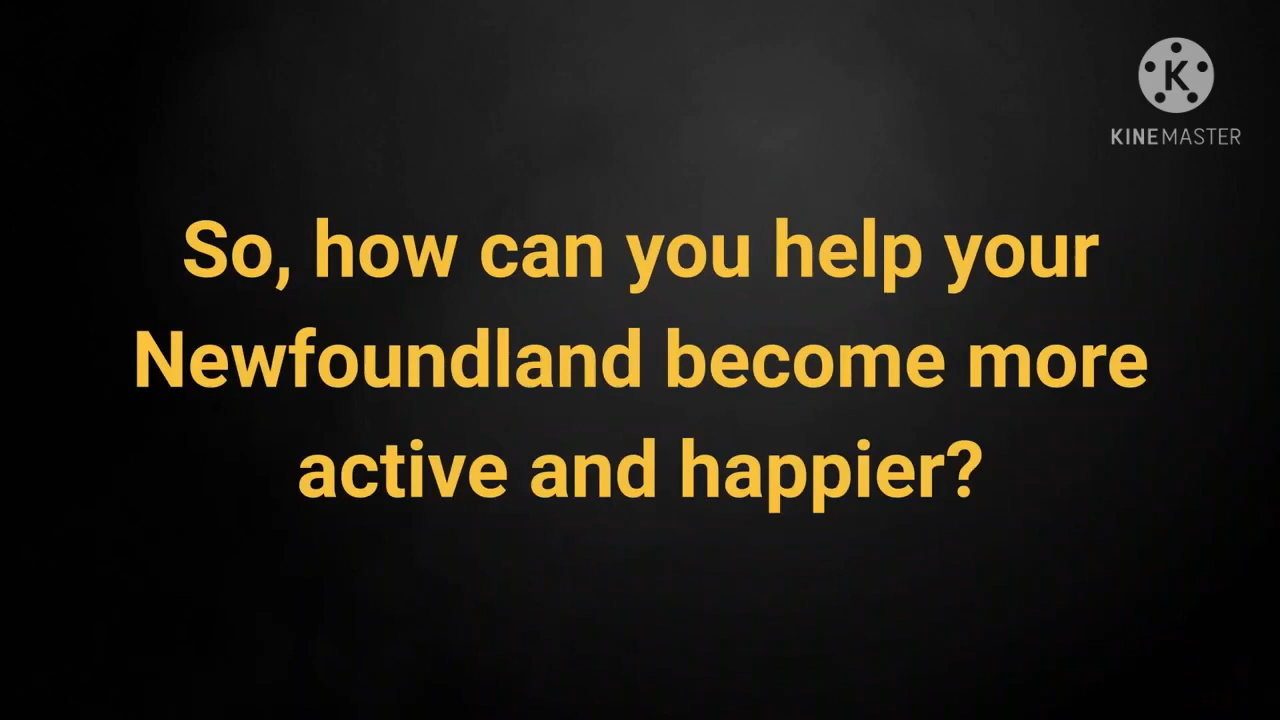 K
KINEMASTER
So, how can you help your
Newfoundland become more
active and happier?